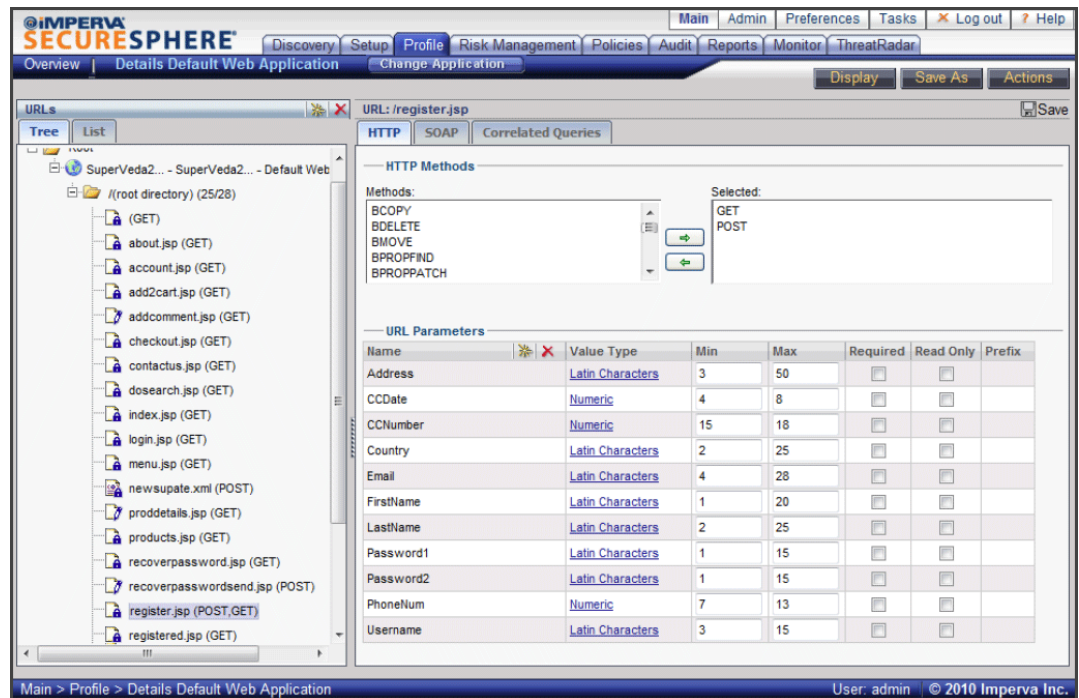 IMPERVA
SECURESPHERE
Main Admin Preferences Tasks Log out ? Help
Discovery Setup Profile Risk Management Policies Audit Reports Monitor ThreatRadar
Overview | Details Default Web Application Change Application
Display Save As Actions
URLs
Tree List
Root
SuperVeda2... - SuperVeda2... - Default Web
/(root directory) (25/28)
(GET)
about.jsp (GET)
account.jsp (GET)
add2cart.jsp (GET)
addcomment.jsp (GET)
checkout.jsp (GET)
contactus.jsp (GET)
dosearch.jsp (GET)
index.jsp (GET)
login.jsp (GET)
menu.jsp (GET)
newsupate.xml (POST)
proddetails.jsp (GET)
products.jsp (GET)
recoverpassword.jsp (GET)
recoverpasswordsend.jsp (POST)
register.jsp (POST,GET)
registered.jsp (GET)
URL: /register.jsp Save
HTTP SOAP Correlated Queries
HTTP Methods
Methods: Selected:
BCOPY
BDELETE
BMOVE
BPROPFIND
BPROPPATCH
GET
POST
URL Parameters
Name Value Type Min Max Required Read Only Prefix
Address Latin Characters 3 50
CCDate Numeric 4 8
CCNumber Numeric 15 18
Country Latin Characters 2 25
Email Latin Characters 4 28
FirstName Latin Characters 1 20
LastName Latin Characters 2 25
Password1 Latin Characters 1 15
Password2 Latin Characters 1 15
PhoneNum Numeric 7 13
Username Latin Characters 3 15
Main > Profile > Details Default Web Application User: admin © 2010 Imperva Inc.